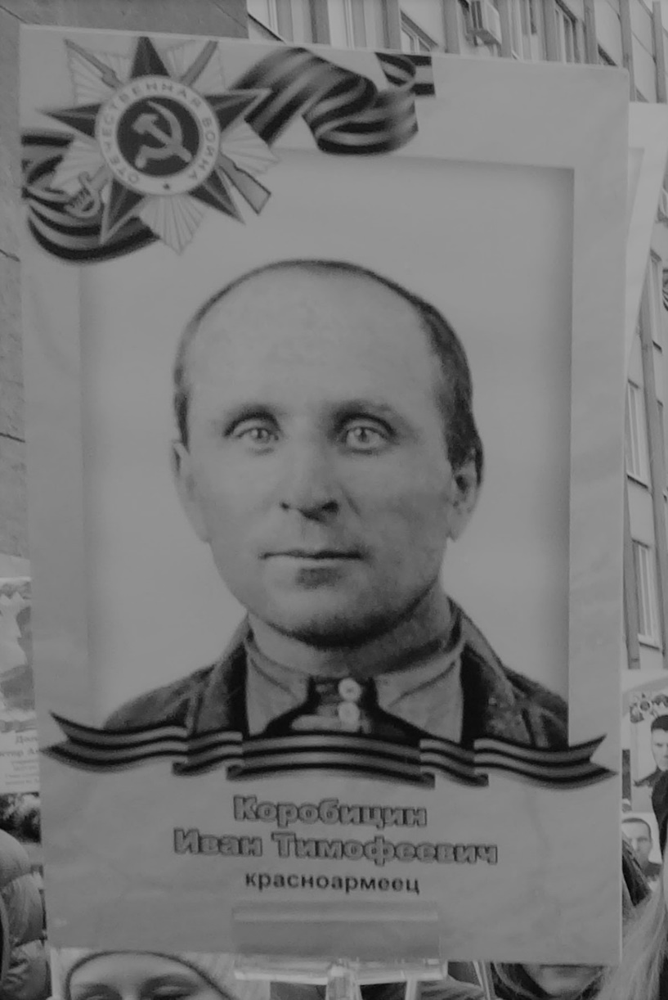 ОТЕЧЕСТВЕННАЯ ВОЙНА
Коробицин
Иван Тимофеевич
красноармеец